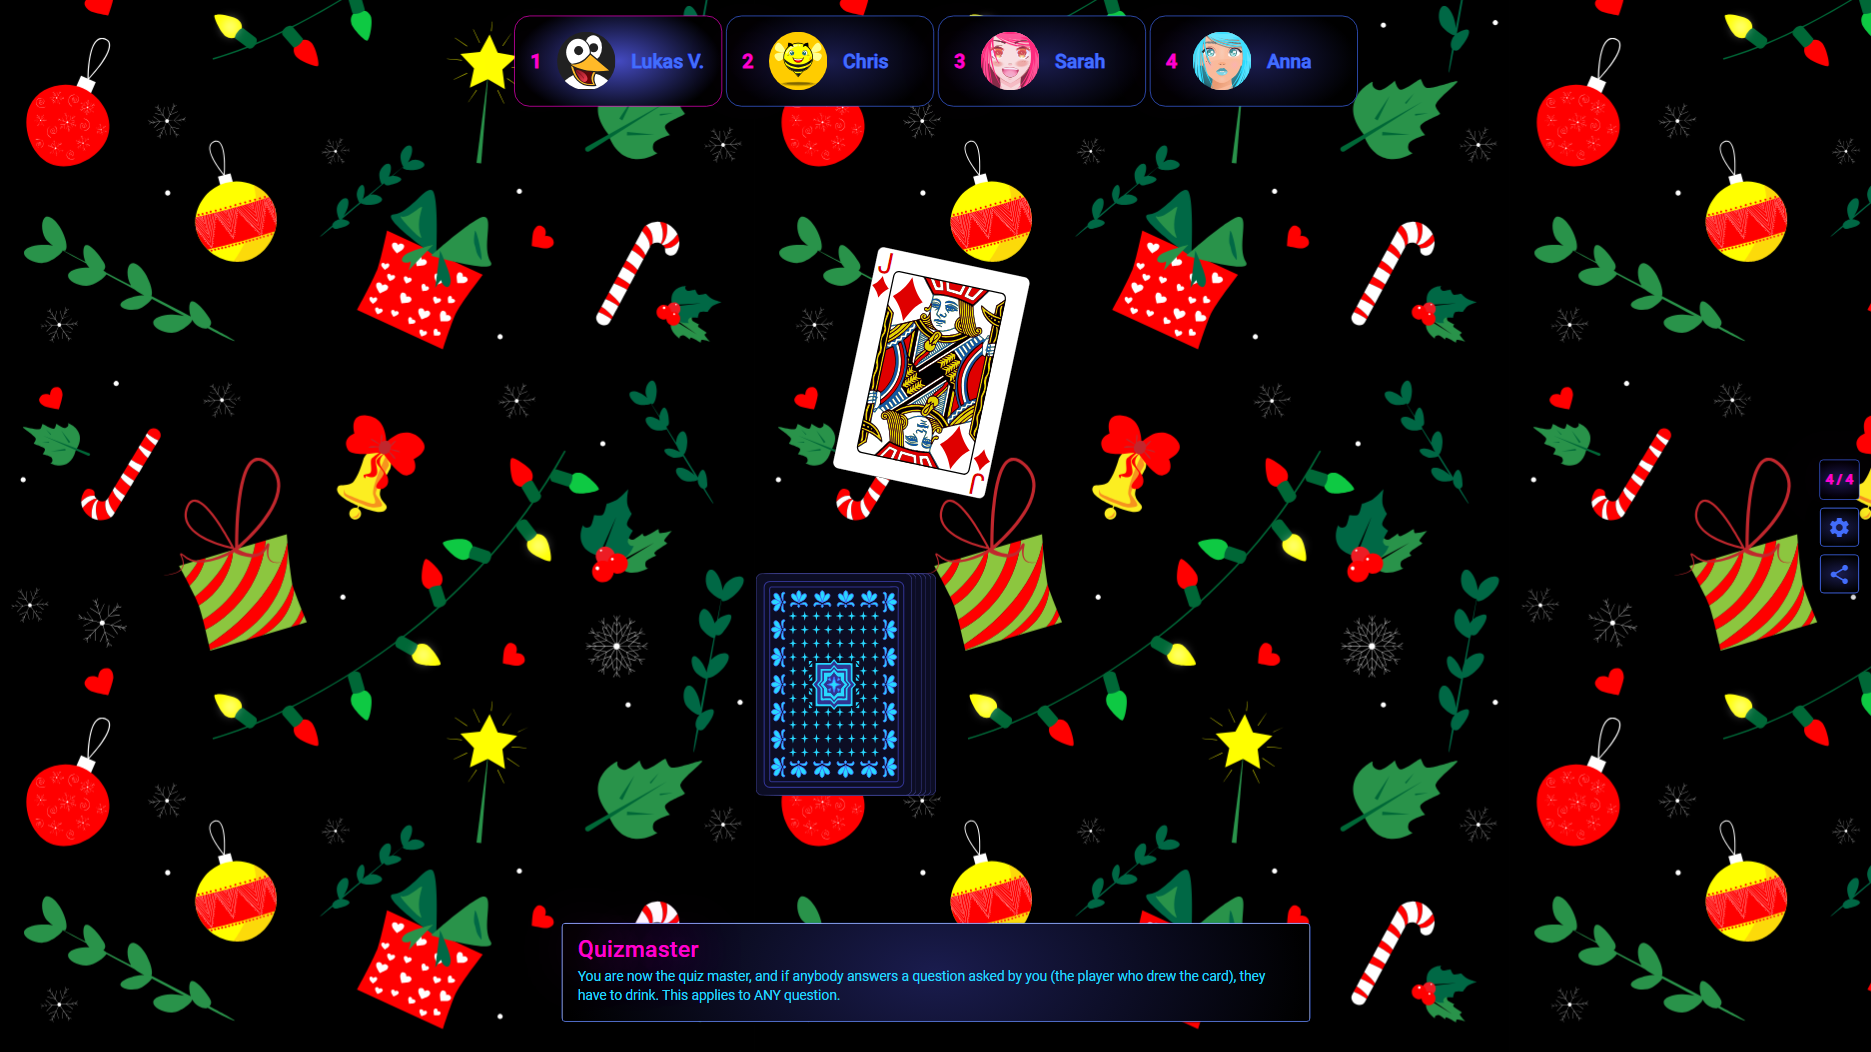 1 Lukas V.
2 Chris
3 Sarah
4 Anna
J
J
4/4
Quizmaster
You are now the quiz master, and if anybody answers a question asked by you (the player who drew the card), they
have to drink. This applies to ANY question.